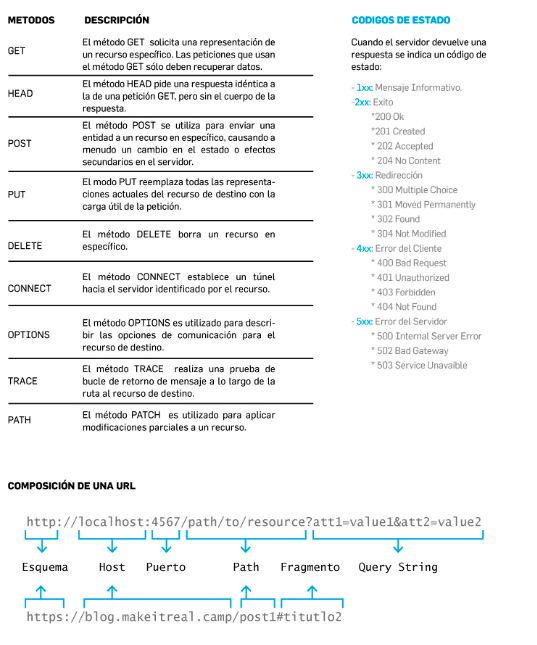 METODOS DESCRIPCIÓN
GET
El método GET solicita una representación de
un recurso específico. Las peticiones que usan
el método GET sólo deben recuperar datos.
HEAD
El método HEAD pide una respuesta idéntica a
la de una petición GET, pero sin el cuerpo de la
respuesta.
POST
El método POST se utiliza para enviar una
entidad a un recurso en específico, causando a
menudo un cambio en el estado o efectos
secundarios en el servidor.
PUT
El modo PUT reemplaza todas las representa-
ciones actuales del recurso de destino con la
carga útil de la petición.
DELETE
El método DELETE borra un recurso en
específico.
CONNECT
El método CONNECT establece un túnel
hacia el servidor identificado por el recurso.
OPTIONS
El método OPTIONS es utilizado para descri-
bir las opciones de comunicación para el
recurso de destino.
TRACE
El método TRACE realiza una prueba de
bucle de retorno de mensaje a lo largo de la
ruta al recurso de destino.
PATH
El método PATCH es utilizado para aplicar
modificaciones parciales a un recurso.
CODIGOS DE ESTADO
Cuando el servidor devuelve una
respuesta se indica un código de
estado:
- 1xx: Mensaje Informativo.
-2xx: Exito
*200 Ok
*201 Created
* 202 Accepted
* 204 No Content
- 3xx: Redirección
* 300 Multiple Choice
* 301 Moved Permanently
* 302 Found
* 304 Not Modified
- 4xx: Error del Cliente
* 400 Bad Request
* 401 Unauthorized
* 403 Forbidden
* 404 Not Found
- 5xx: Error del Servidor
* 500 Internal Server Error
* 502 Bad Gateway
* 503 Service Unavaible
COMPOSICIÓN DE UNA URL
http://localhost:4567/path/to/resource?att1=value1&att2=value2
Esquema Host Puerto Path Fragmento Query String
https://blog.makeitreal.camp/post1#titutlo2